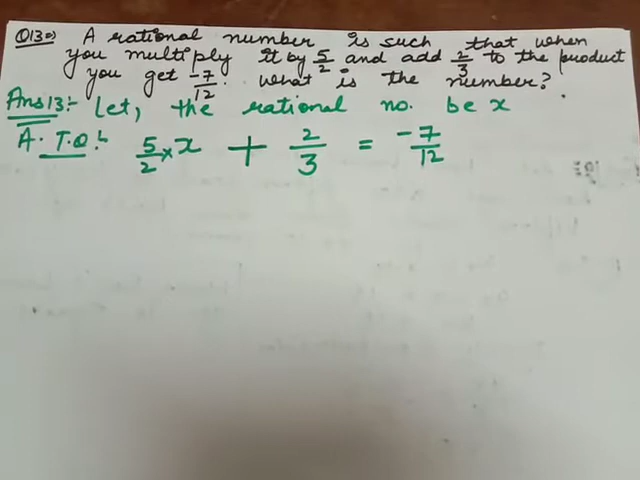 Q13⇒ A rational number is such that when
you multiply it by 5/2 and add 2/3 to the product
you get -7/12. What is the number?
Ans13:- Let, the rational no. be x
A.T.Q:- 5/2 × x + 2/3 = -7/12